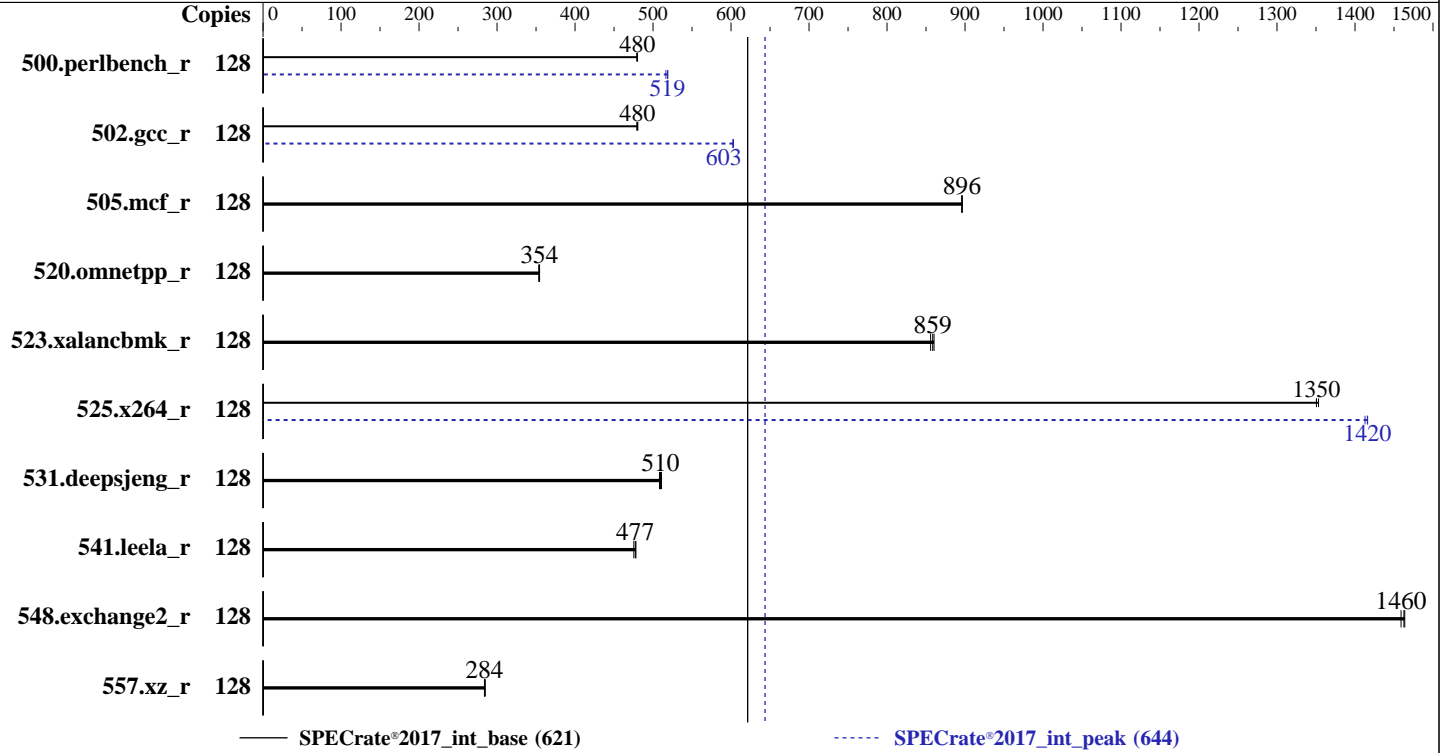 Copies 0 100 200 300 400 500 600 700 800 900 1000 1100 1200 1300 1400 1500
480
500.perlbench_r 128
519
480
502.gcc_r 128
603
896
505.mcf_r 128
354
520.omnetpp_r 128
859
523.xalancbmk_r 128
1350
525.x264_r 128
1420
510
531.deepsjeng_r 128
477
541.leela_r 128
1460
548.exchange2_r 128
284
557.xz_r 128
SPECrate®2017_int_base (621) SPECrate®2017_int_peak (644)